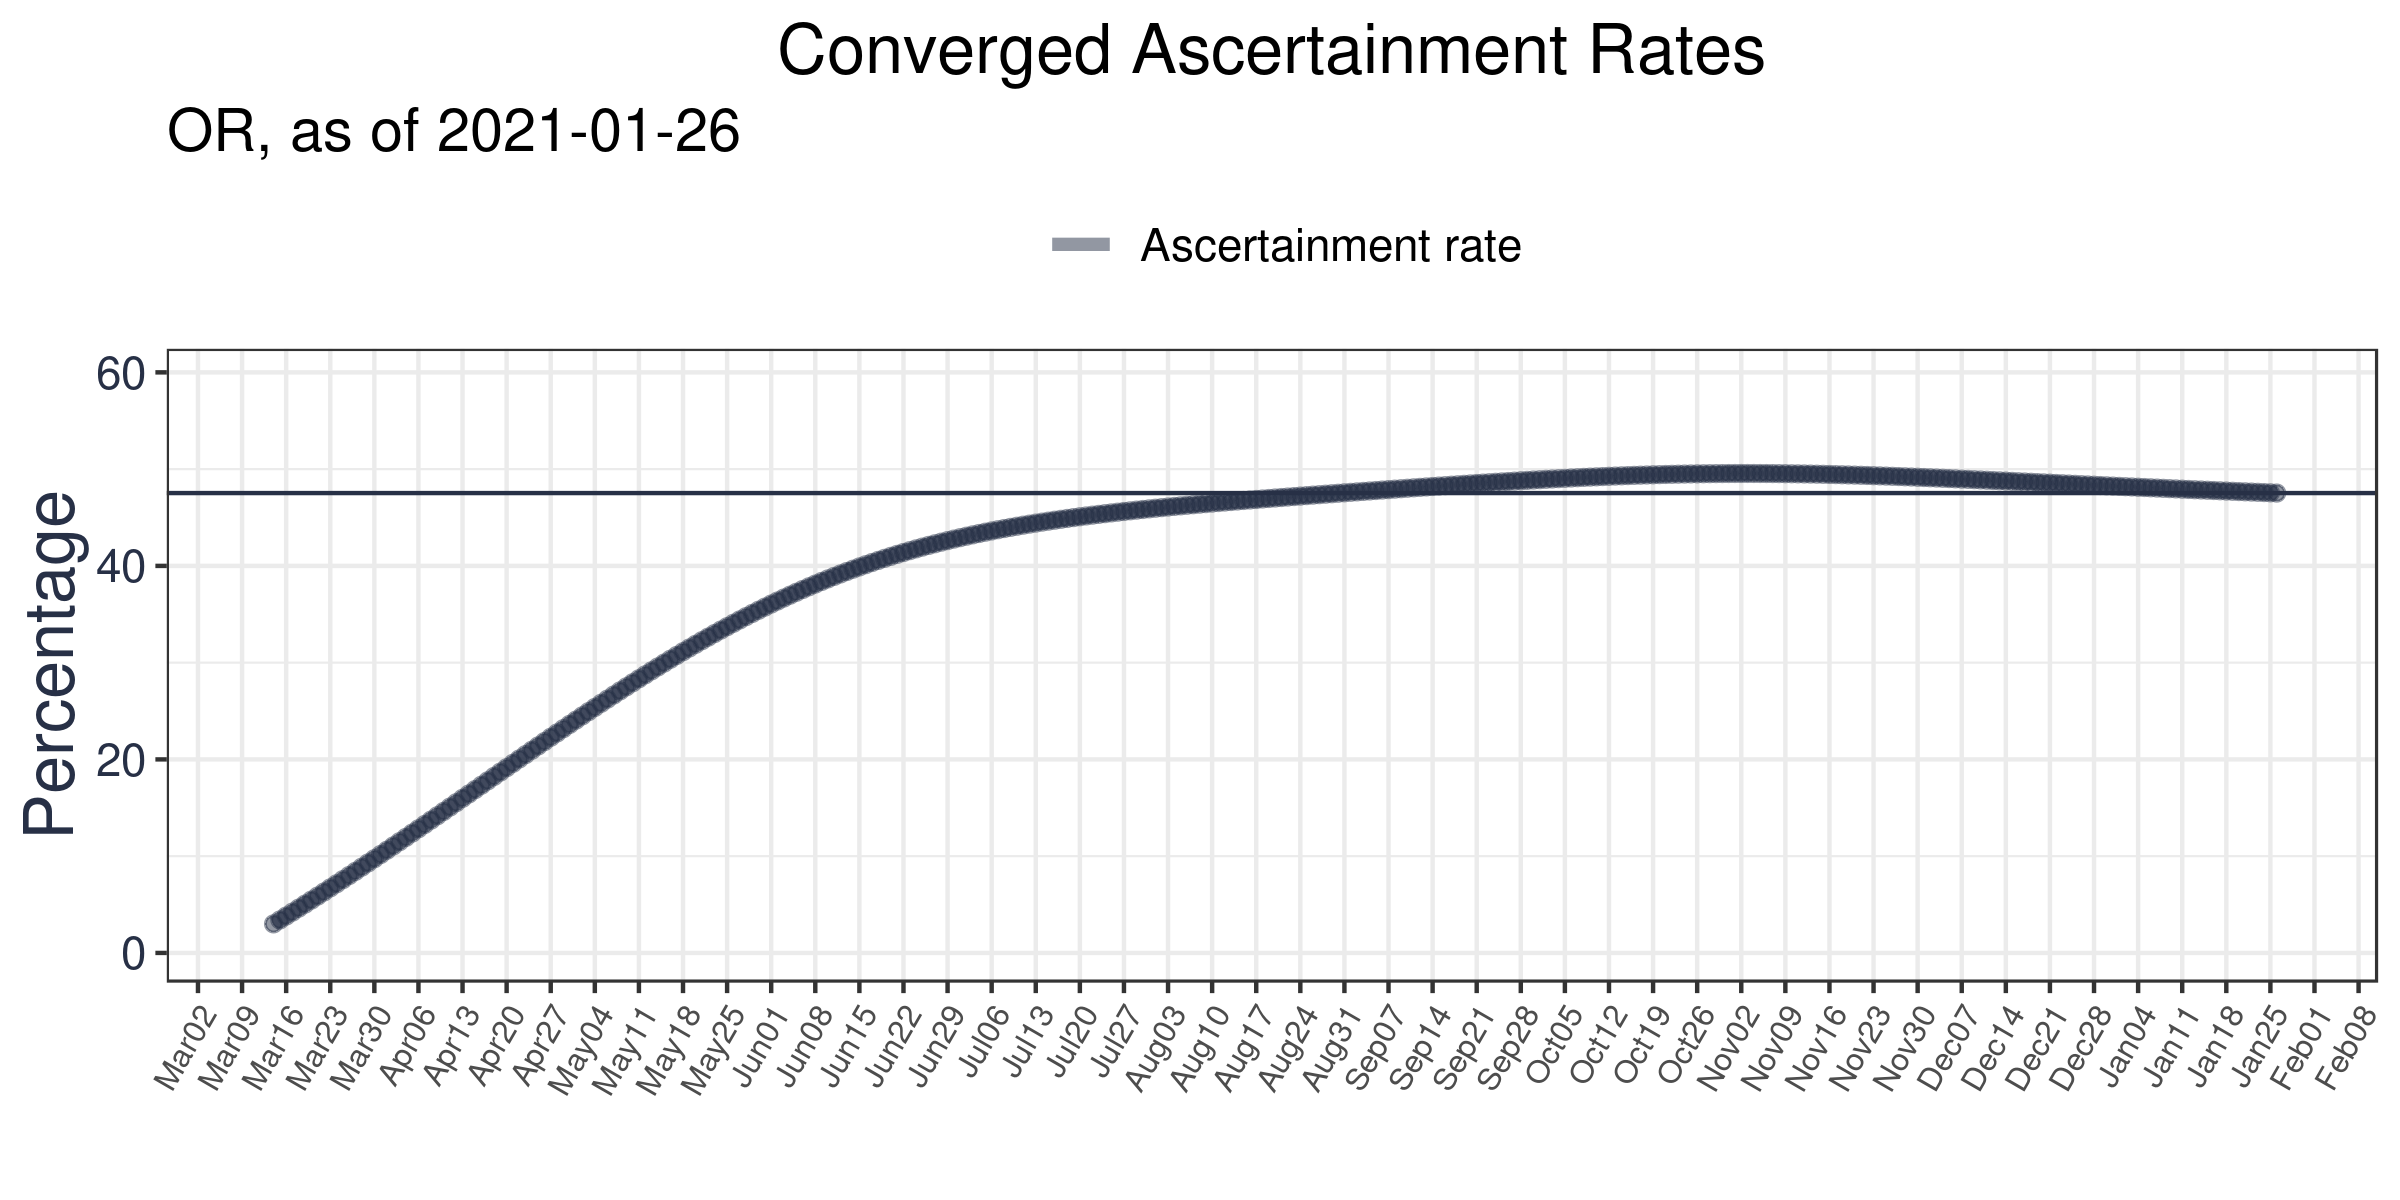 Converged Ascertainment Rates
OR, as of 2021-01-26
Ascertainment rate
Percentage
60
40
20
0
Mar02
Mar09
Mar16
Mar23
Mar30
Apr06
Apr13
Apr20
Apr27
May04
May11
May18
May25
Jun01
Jun08
Jun15
Jun22
Jun29
Jul06
Jul13
Jul20
Jul27
Aug03
Aug10
Aug17
Aug24
Aug31
Sep07
Sep14
Sep21
Sep28
Oct05
Oct12
Oct19
Oct26
Nov02
Nov09
Nov16
Nov23
Nov30
Dec07
Dec14
Dec21
Dec28
Jan04
Jan11
Jan18
Jan25
Feb01
Feb08